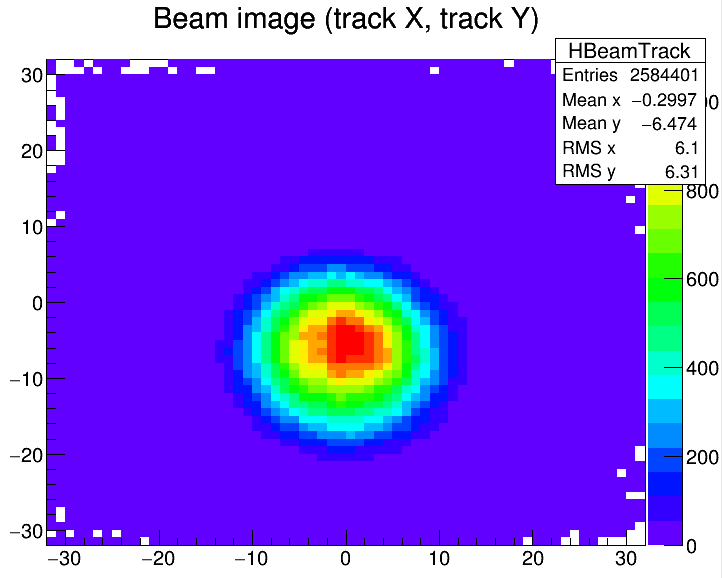 Beam image (track X, track Y)
HBeamTrack
Entries 2584401
Mean x −0.2997
Mean y −6.474
RMS x 6.1
RMS y 6.31
30
20
10
0
−10
−20
−30
−30 −20 −10 0 10 20 30
800
600
400
200
0